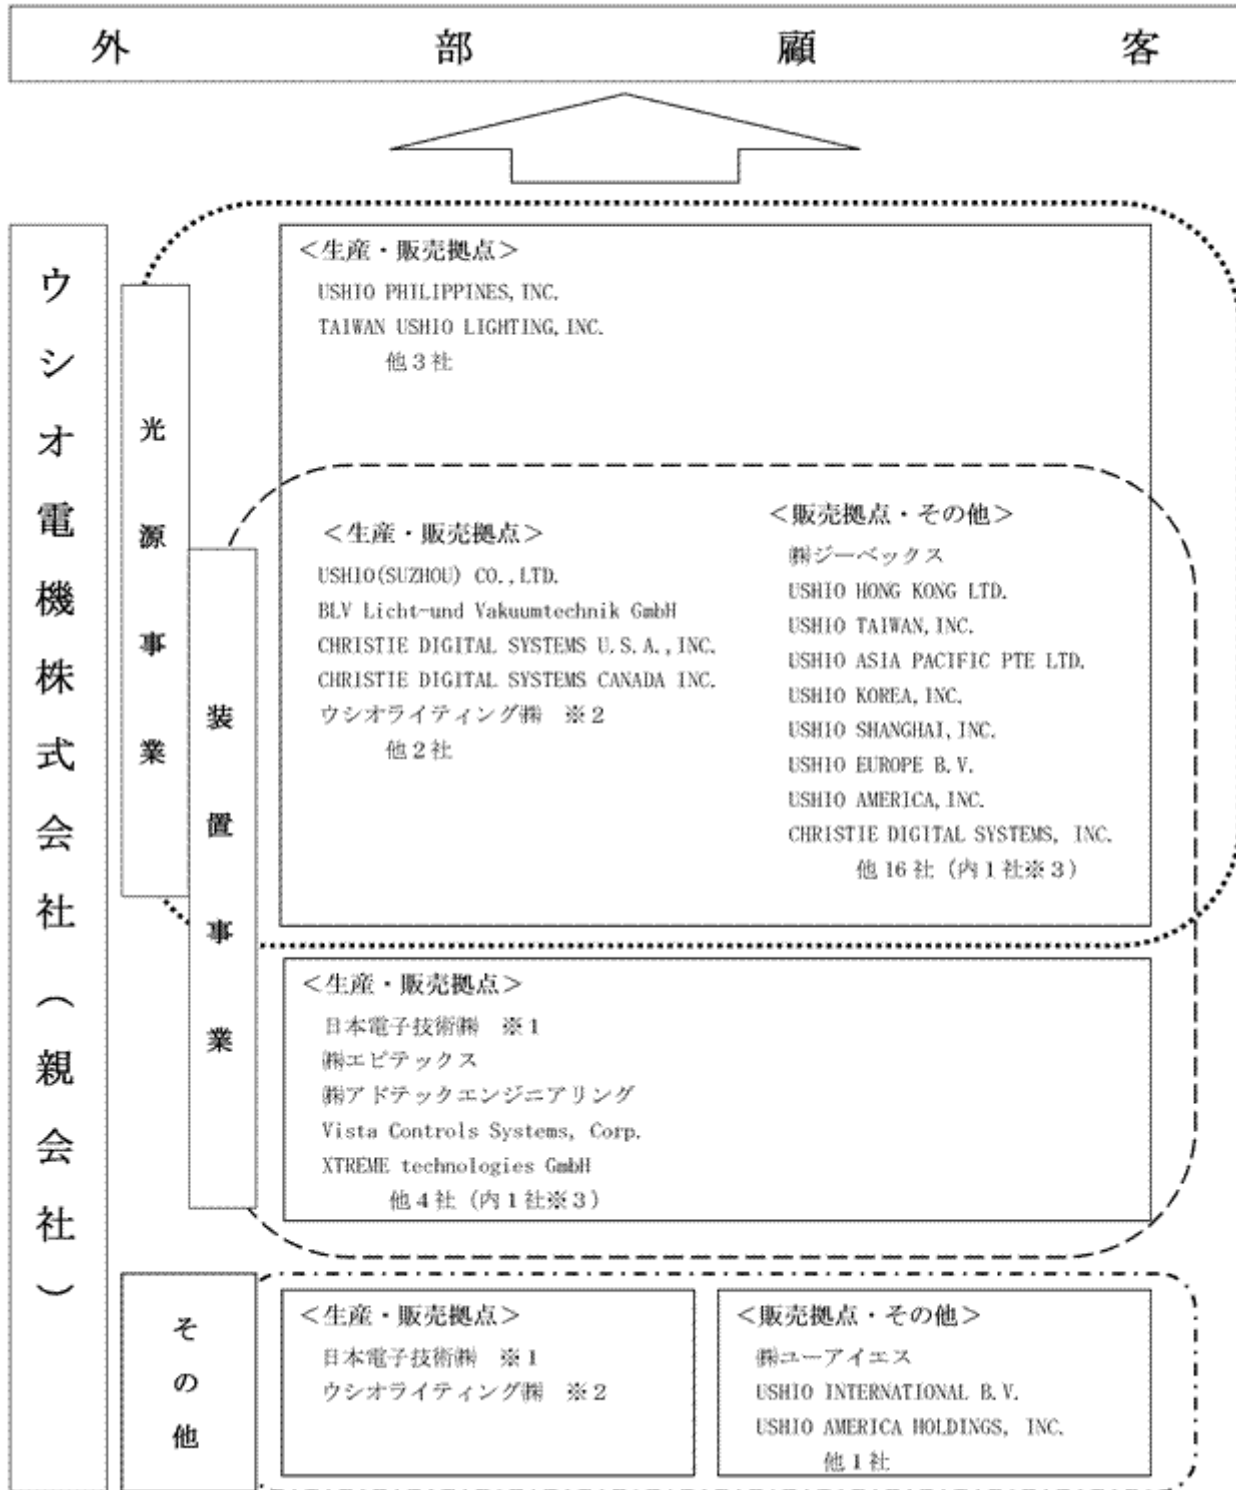 外部顧客
ウシオ電機株式会社(親会社)
光源事業
装置事業
その他
<生産・販売拠点>
USHIO PHILIPPINES, INC.
TAIWAN USHIO LIGHTING, INC.
他3社
<生産・販売拠点>
USHIO(SUZHOU) CO.,LTD.
BLV Licht-und Vakuumtechnik GmbH
CHRISTIE DIGITAL SYSTEMS U.S.A.,INC.
CHRISTIE DIGITAL SYSTEMS CANADA INC.
ウシオライティング㈱ ※2
他2社
<販売拠点・その他>
㈱ジーベックス
USHIO HONG KONG LTD.
USHIO TAIWAN, INC.
USHIO ASIA PACIFIC PTE LTD.
USHIO KOREA, INC.
USHIO SHANGHAI, INC.
USHIO EUROPE B.V.
USHIO AMERICA, INC.
CHRISTIE DIGITAL SYSTEMS, INC.
他16社(内1社※3)
<生産・販売拠点>
日本電子技術㈱ ※1
㈱エピテックス
㈱アドテックエンジニアリング
Vista Controls Systems, Corp.
XTREME technologies GmbH
他4社(内1社※3)
<生産・販売拠点>
日本電子技術㈱ ※1
ウシオライティング㈱ ※2
<販売拠点・その他>
㈱ユーアイエス
USHIO INTERNATIONAL B.V.
USHIO AMERICA HOLDINGS, INC.
他1社